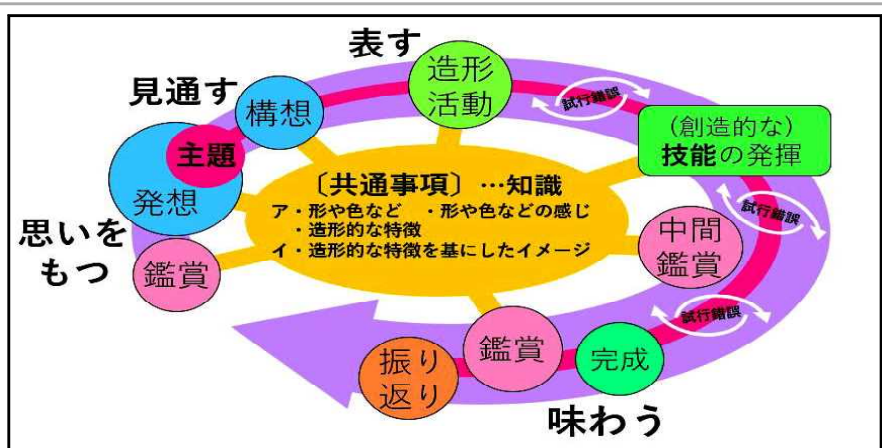 表す
造形
活動
試行錯誤
見通す
構想
(創造的な)
技能の発揮
主題
発想
〔共通事項〕…知識
ア・形や色など ・形や色などの感じ
・造形的な特徴
イ・造形的な特徴を基にしたイメージ
試行錯誤
思いを
もつ
鑑賞
中間
鑑賞
試行錯誤
振り
返り
鑑賞
完成
味わう